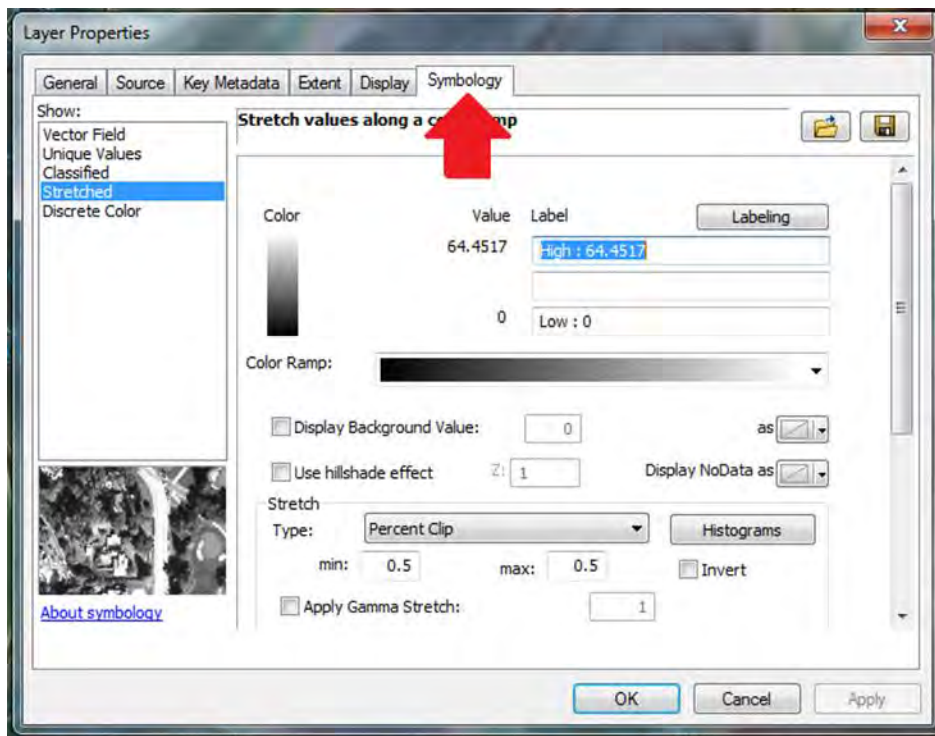 Layer Properties
General Source Key Metadata Extent Display Symbology
Show:
Vector Field
Unique Values
Classified
Stretched
Discrete Color
About symbology
Stretch values along a
Color Value Label Labeling
64.4517 High : 64.4517
0 Low : 0
Color Ramp:
Display Background Value: 0 as
Use hillshade effect Z: 1 Display NoData as
Stretch
Type: Percent Clip Histograms
min: 0.5 max: 0.5 Invert
Apply Gamma Stretch: 1
OK Cancel Apply